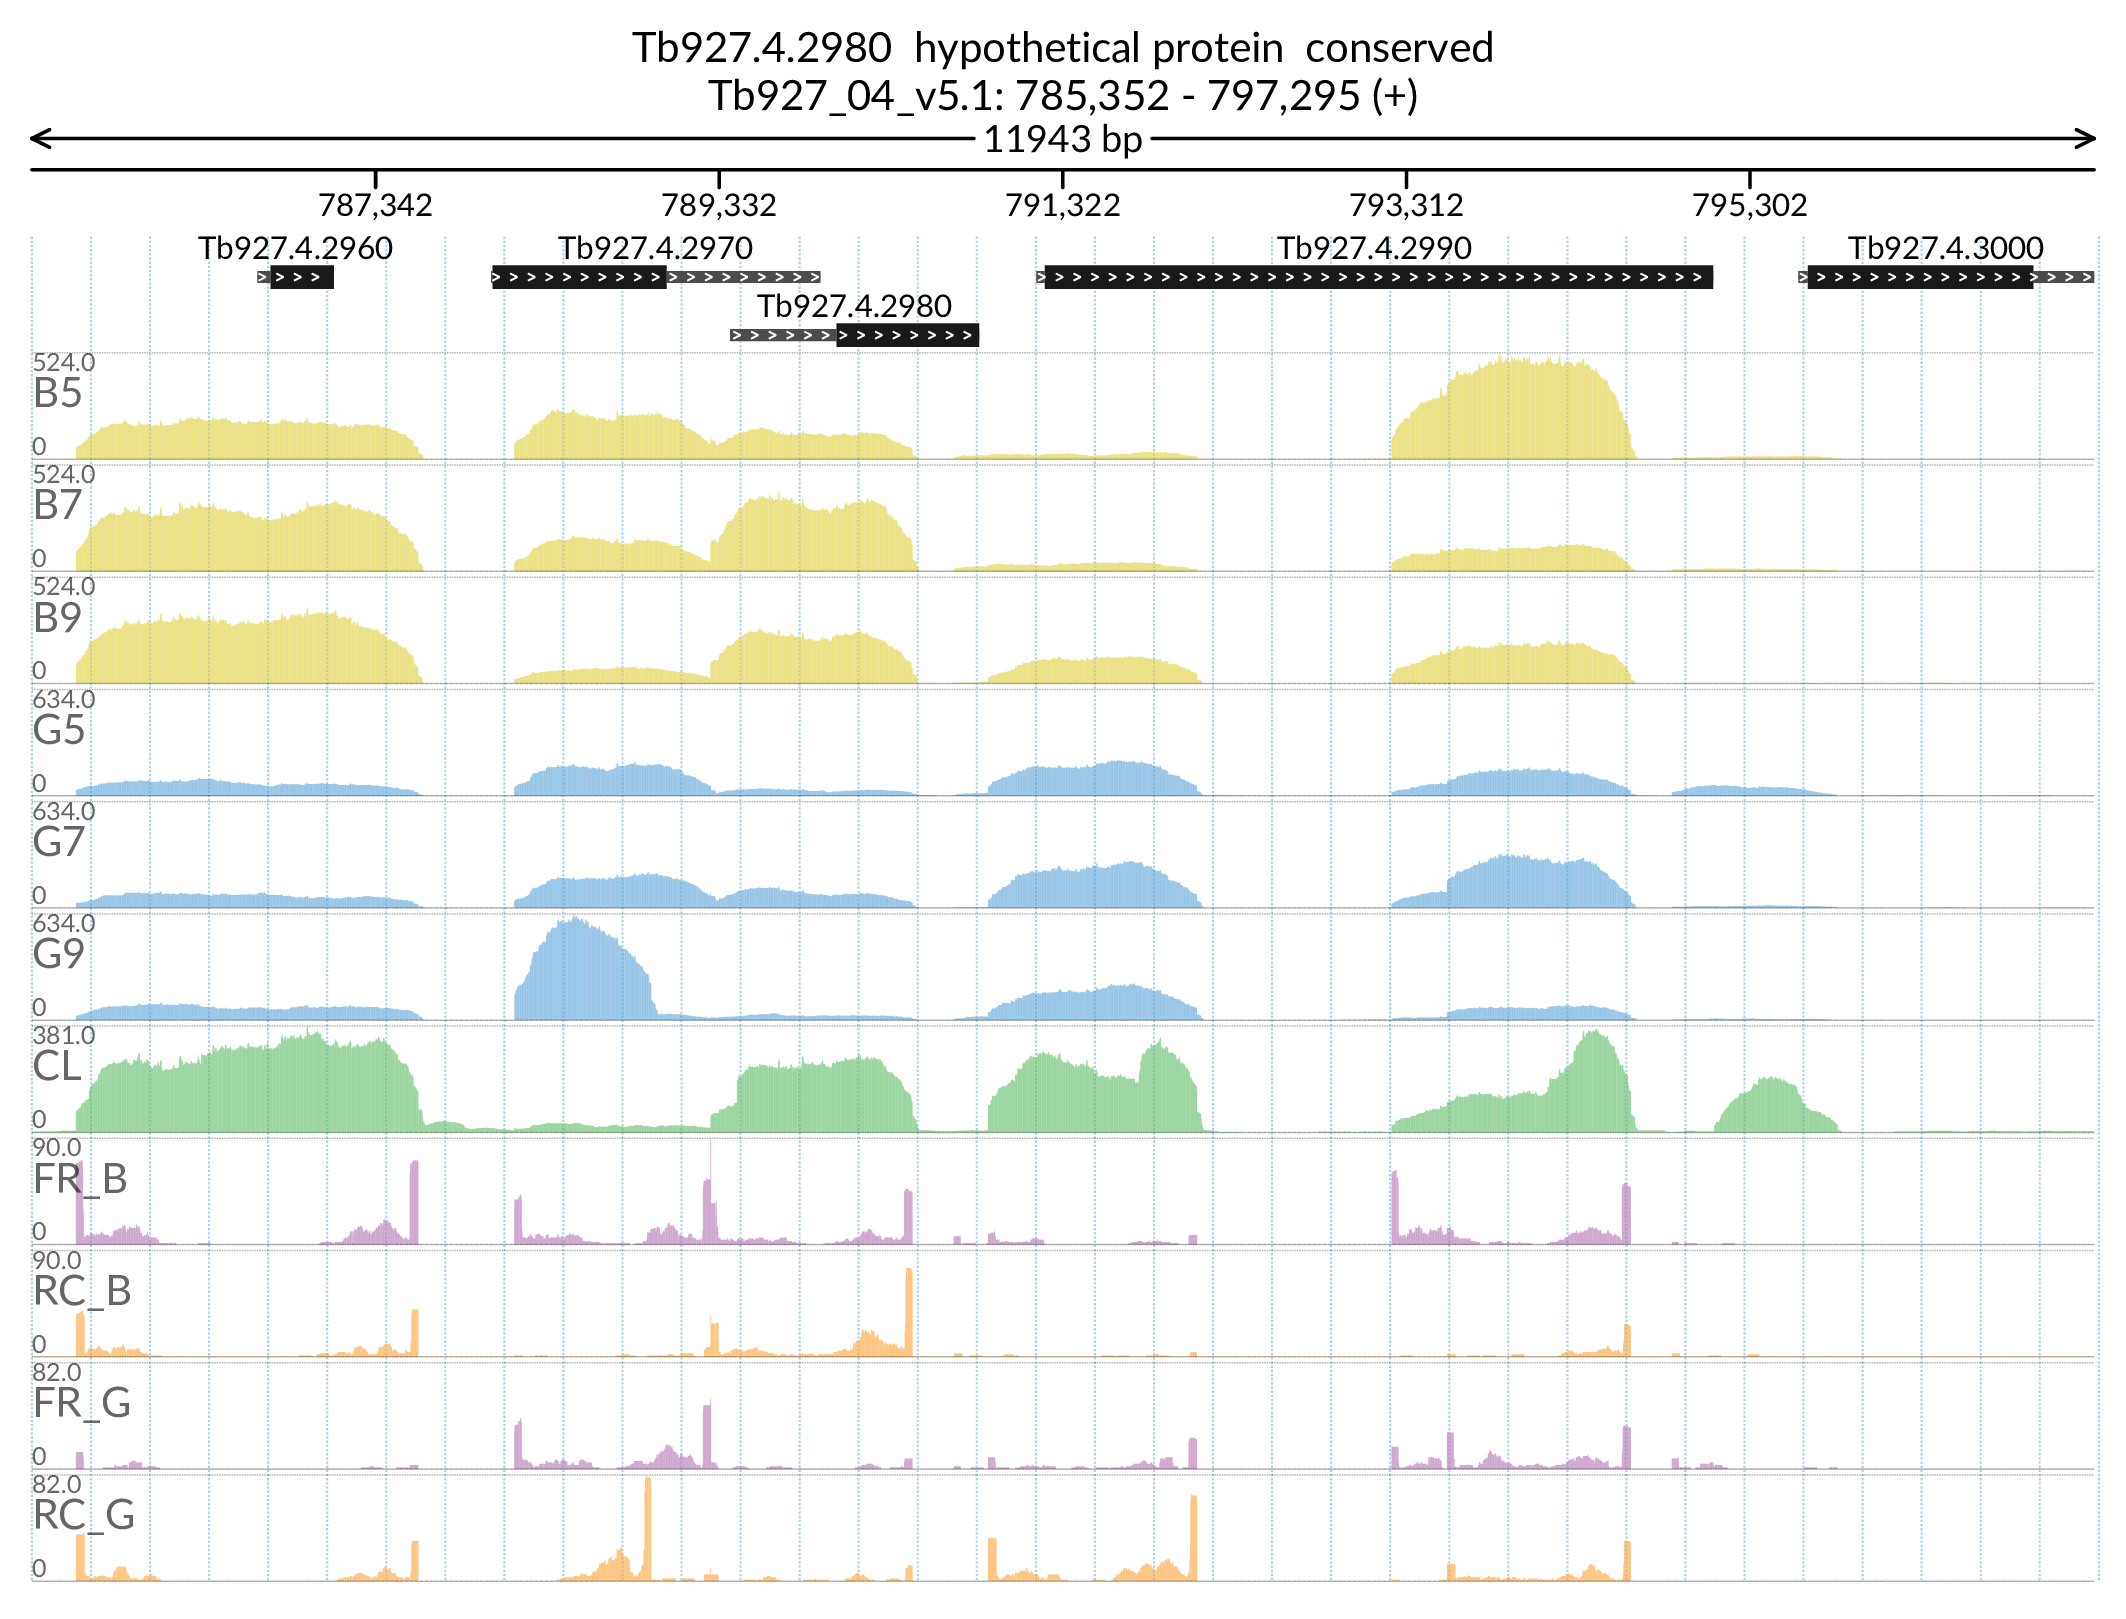 Tb927.4.2980  hypothetical protein  conserved
Tb927_04_v5.1: 785,352 - 797,295 (+)
11943 bp
787,342 789,332 791,322 793,312 795,302
Tb927.4.2960 Tb927.4.2970 Tb927.4.2990 Tb927.4.3000
Tb927.4.2980
524.0
B5
0
524.0
B7
0
524.0
B9
0
634.0
G5
0
634.0
G7
0
634.0
G9
0
381.0
CL
0
90.0
FR_B
0
90.0
RC_B
0
82.0
FR_G
0
82.0
RC_G
0